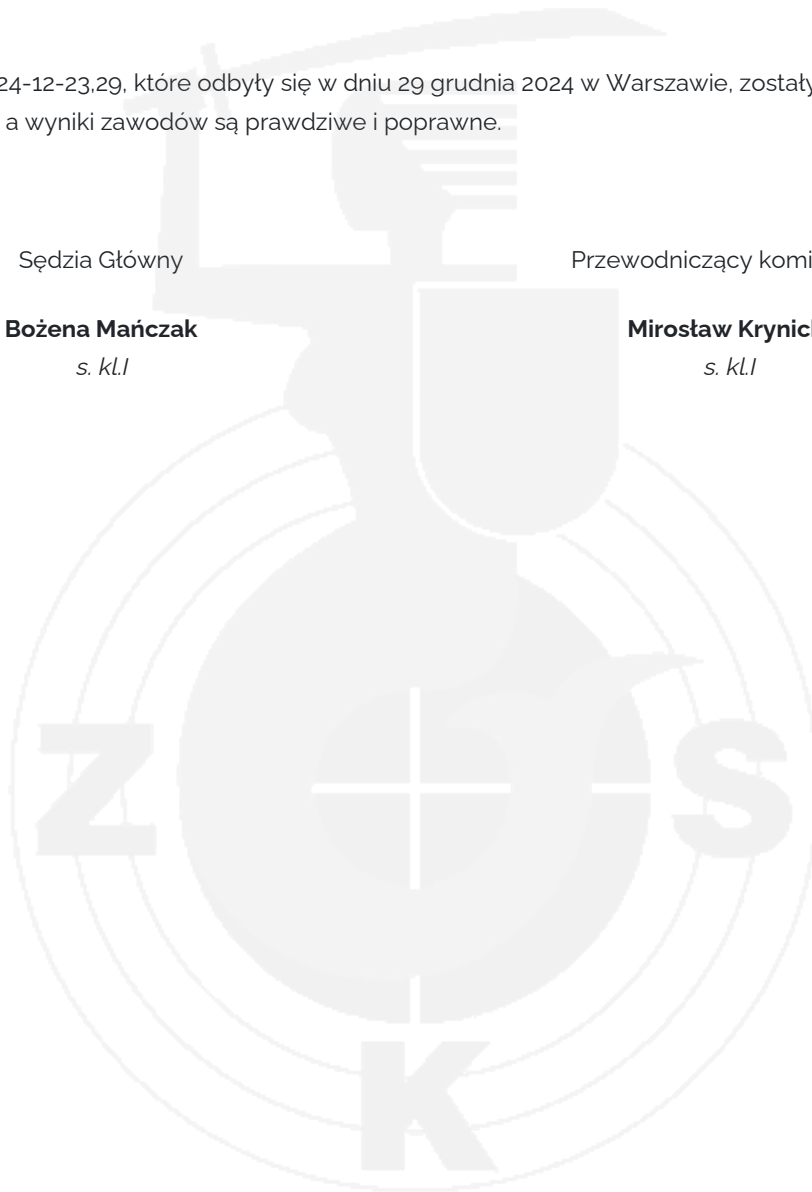 24-12-23,29, które odbyły się w dniu 29 grudnia 2024 w Warszawie, zostały
a wyniki zawodów są prawdziwe i poprawne.
Sędzia Główny
Przewodniczący komi
Bożena Mańczak
Mirosław Krynic
s. kl.I
s. kl.I
Z S
K